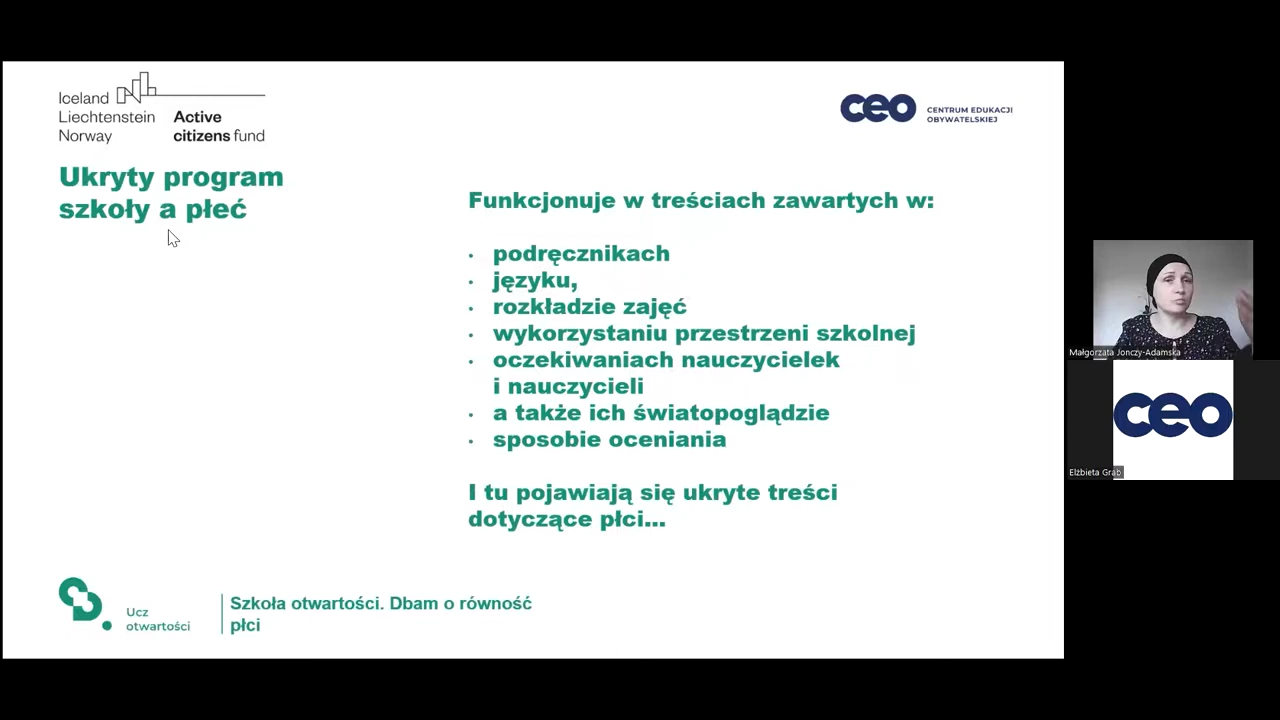 Iceland
Liechtenstein
Norway
Active
citizens fund
ceo
CENTRUM EDUKACJI
OBYWATELSKIEJ
Ukryty program
szkoły a płeć
Funkcjonuje w treściach zawartych w:
• podręcznikach
• języku,
• rozkładzie zajęć
• wykorzystaniu przestrzeni szkolnej
• oczekiwaniach nauczycielek
i nauczycieli
• a także ich światopoglądzie
• sposobie oceniania
I tu pojawiają się ukryte treści
dotyczące płci...
Ucz
otwartości
Szkoła otwartości. Dbam o równość
płci
Małgorzata Jonczy-Adamska
ceo
Elżbieta Grab